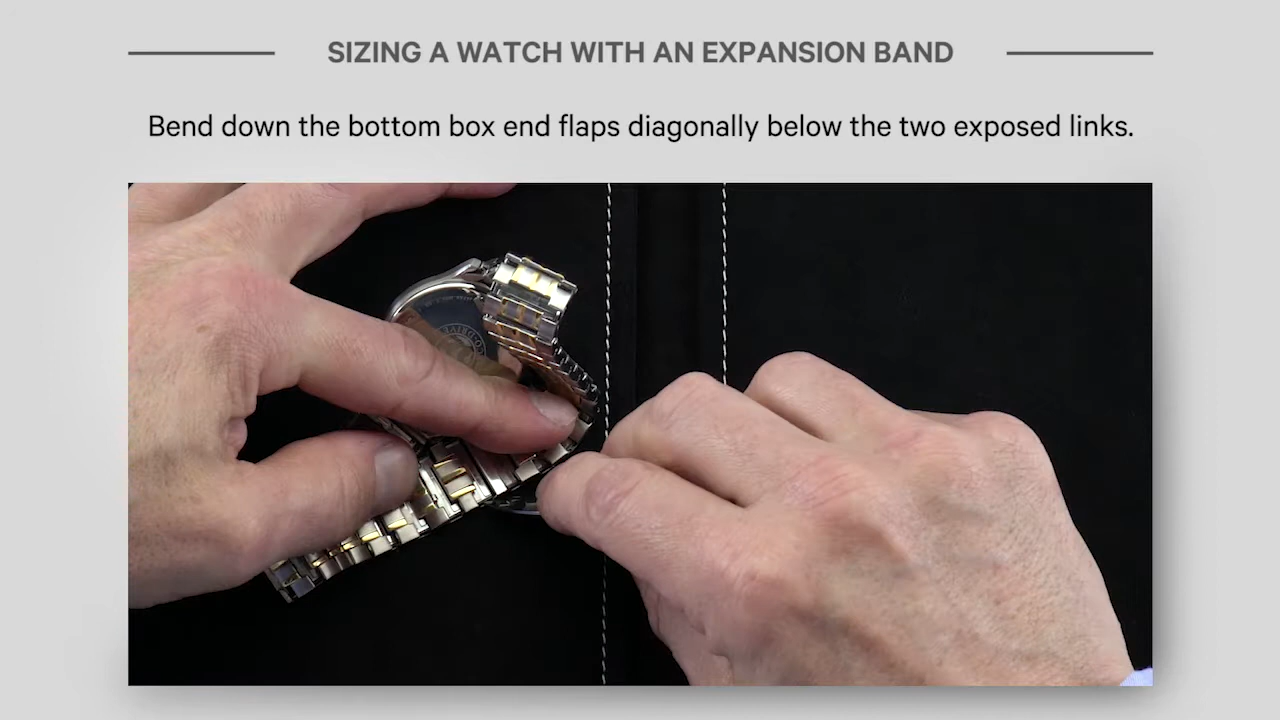 SIZING A WATCH WITH AN EXPANSION BAND
Bend down the bottom box end flaps diagonally below the two exposed links.